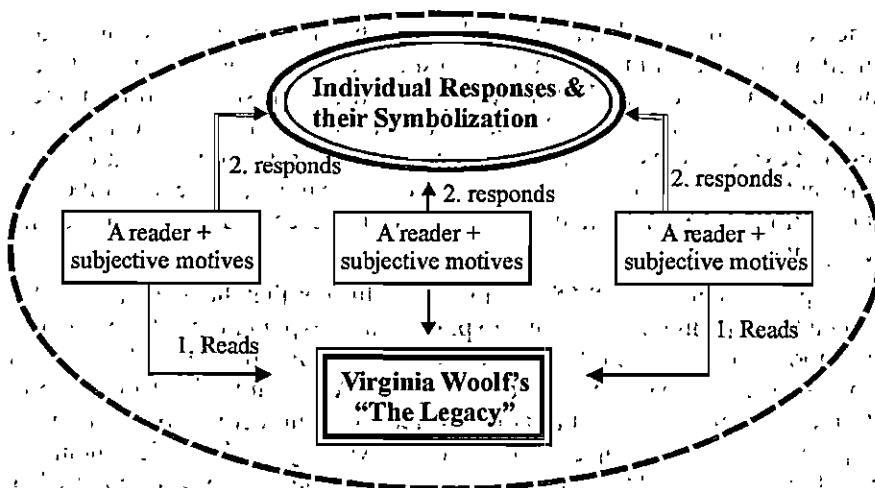 Individual Responses &
their Symbolization
2. responds
2. responds
2. responds
A reader +
subjective motives
A reader +
subjective motives
A reader +
subjective motives
1. Reads
1. Reads
Virginia Woolf's
"The Legacy"